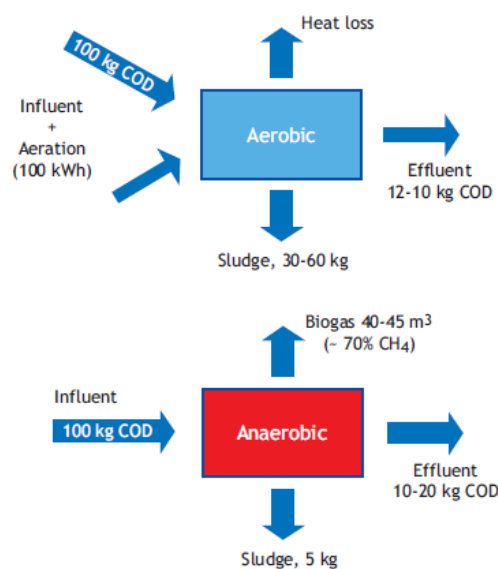 Heat loss
100 kg COD
Influent
+
Aeration
(100 kWh)
Aerobic
Effluent
12-10 kg COD
Sludge, 30-60 kg
Biogas 40-45 m³
(~ 70% CH₄)
Influent
100 kg COD
Anaerobic
Effluent
10-20 kg COD
Sludge, 5 kg